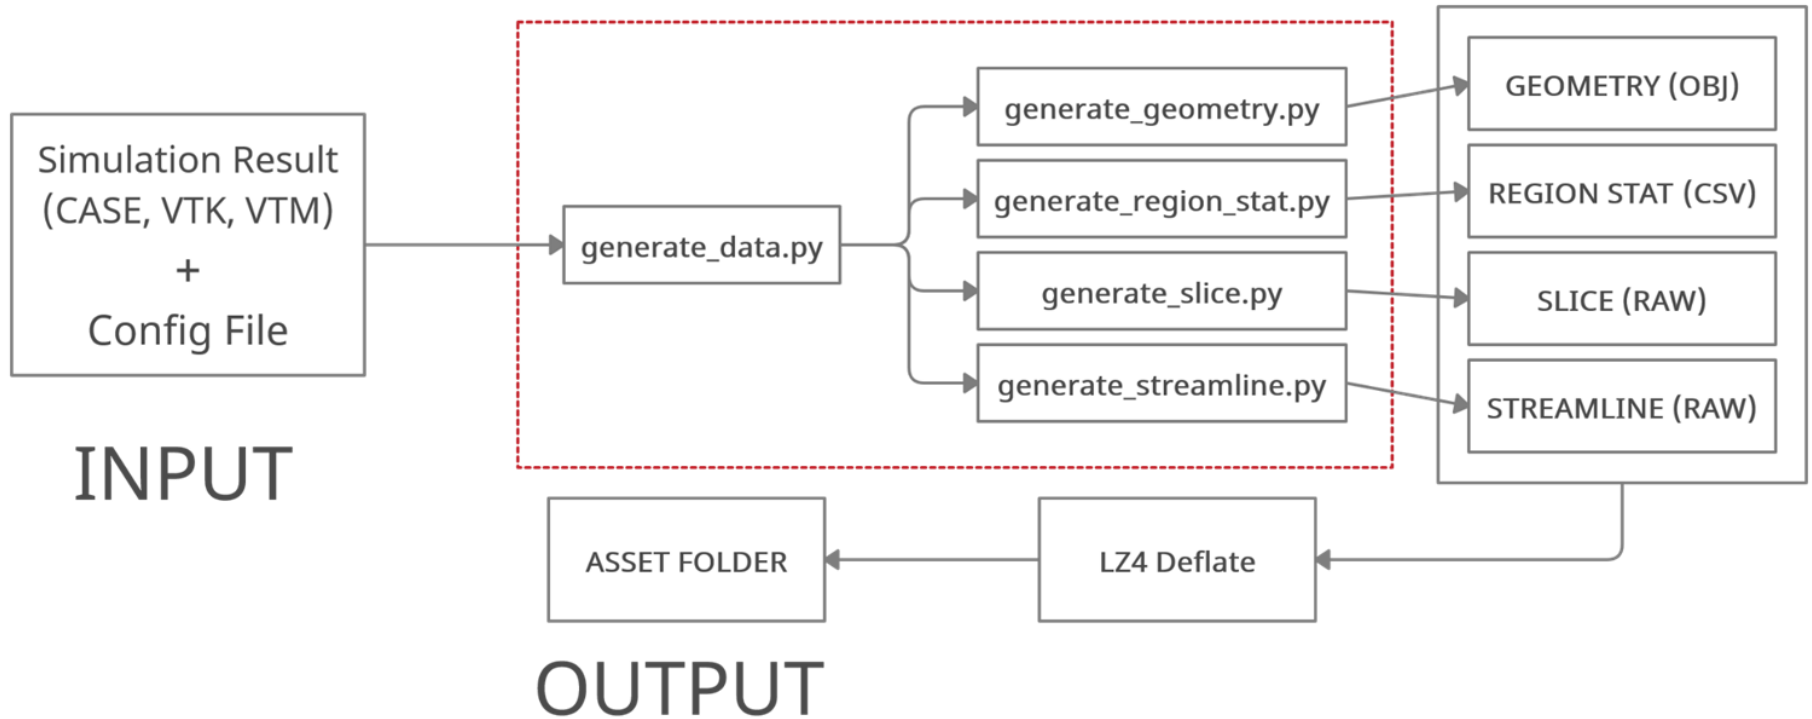 Simulation Result
(CASE, VTK, VTM)
+
Config File
INPUT
generate_data.py
generate_geometry.py
generate_region_stat.py
generate_slice.py
generate_streamline.py
GEOMETRY (OBJ)
REGION STAT (CSV)
SLICE (RAW)
STREAMLINE (RAW)
LZ4 Deflate
ASSET FOLDER
OUTPUT